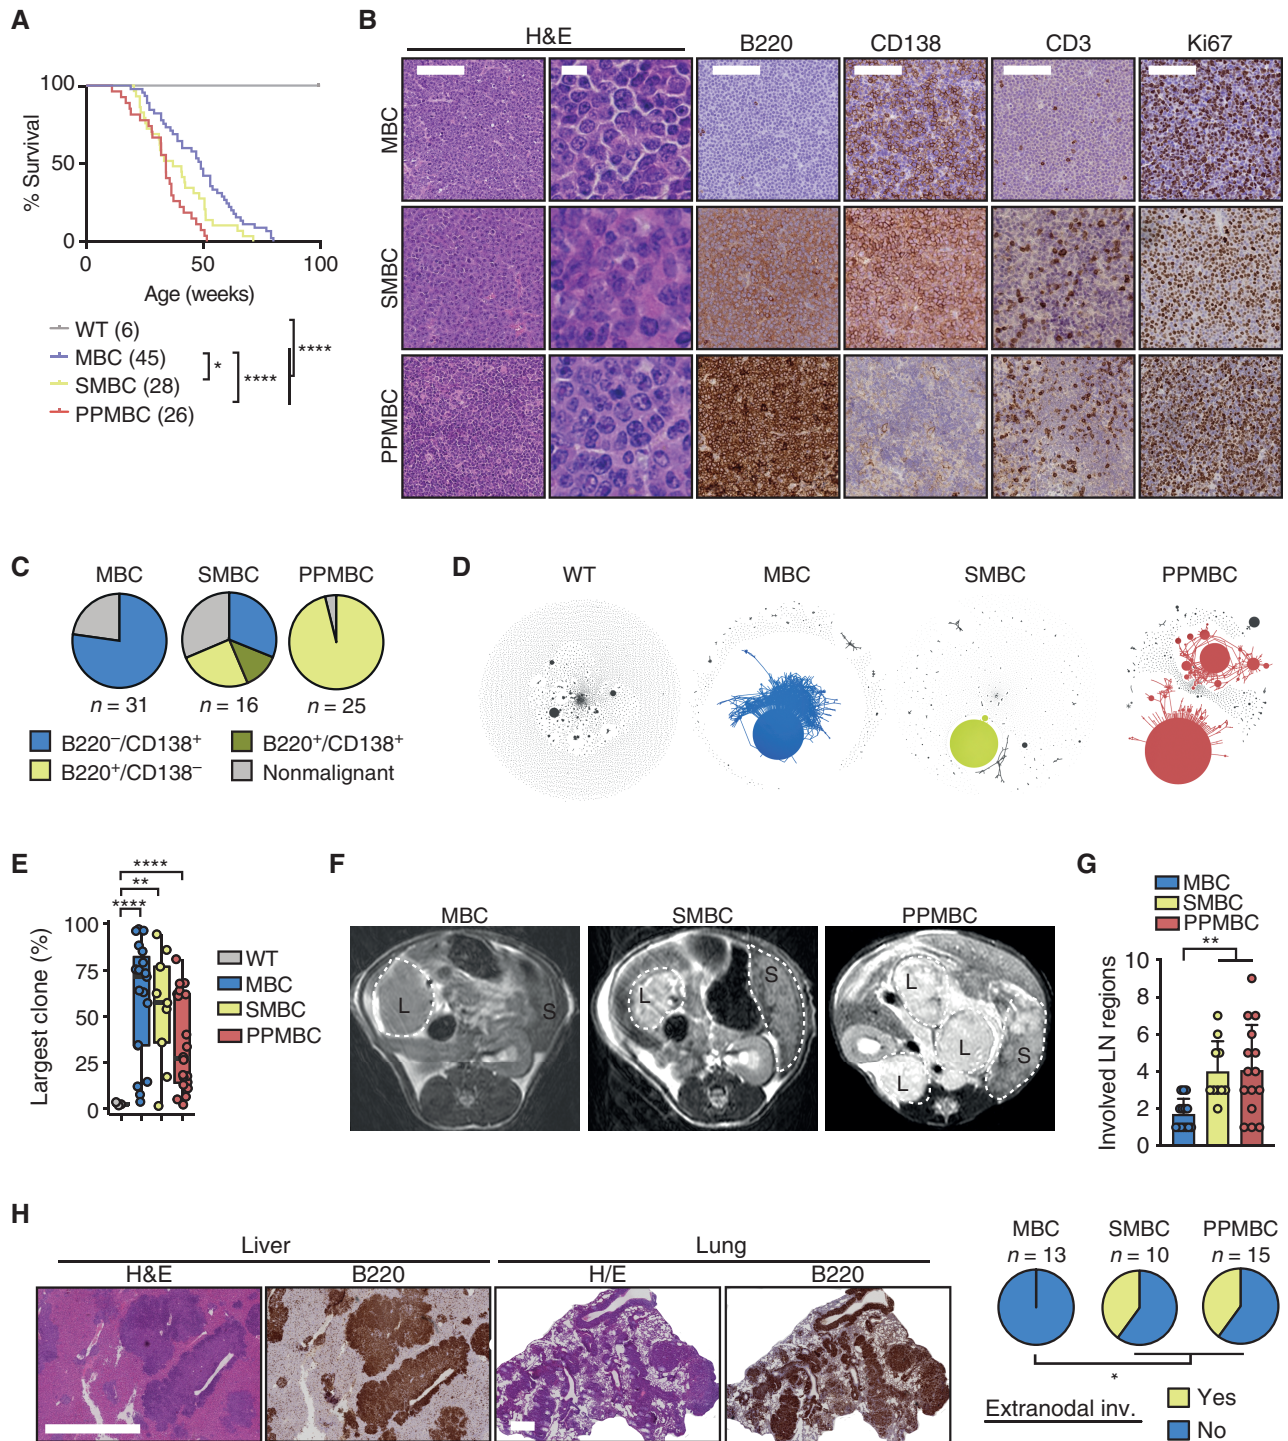 A
% Survival
100
50
0
0
50
100
Age (weeks)
WT (6)
MBC (45)
SMBC (28)
PPMBC (26)
*
****
****
B
H&E
B220
CD138
CD3
Ki67
MBC
SMBC
PPMBC
C
MBC
SMBC
PPMBC
n = 31
n = 16
n = 25
B220⁻/CD138⁺
B220⁺/CD138⁺
B220⁺/CD138⁻
Nonmalignant
D
WT
MBC
SMBC
PPMBC
E
****
**
****
Largest clone (%)
100
75
50
25
0
WT
MBC
SMBC
PPMBC
F
MBC
SMBC
PPMBC
L
S
L
S
L
L
L
S
G
MBC
SMBC
PPMBC
**
Involved LN regions
10
8
6
4
2
0
H
Liver
Lung
H&E
B220
H/E
B220
MBC
SMBC
PPMBC
n = 13
n = 10
n = 15
*
Extranodal inv.
Yes
No